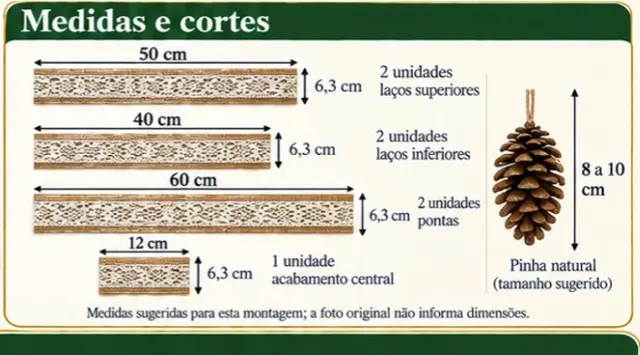 Medidas e cortes
50 cm
6,3 cm
2 unidades
laços superiores
40 cm
6,3 cm
2 unidades
laços inferiores
60 cm
6,3 cm
2 unidades
pontas
12 cm
6,3 cm
1 unidade
acabamento central
8 a 10
cm
Pinha natural
(tamanho sugerido)
Medidas sugeridas para esta montagem; a foto original não informa dimensões.